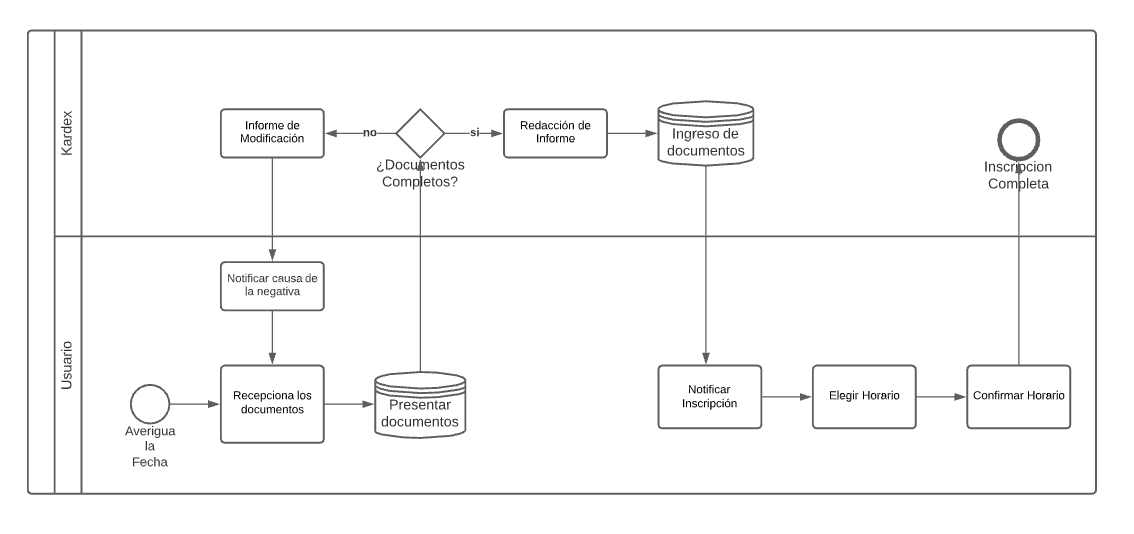 Kardex
Informe de
Modificación
no
¿Documentos
Completos?
si
Redacción de
Informe
Ingreso de
documentos
Inscripcion
Completa
Usuario
Notificar causa de
la negativa
Averigua
la
Fecha
Recepciona los
documentos
Presentar
documentos
Notificar
Inscripción
Elegir Horario
Confirmar Horario